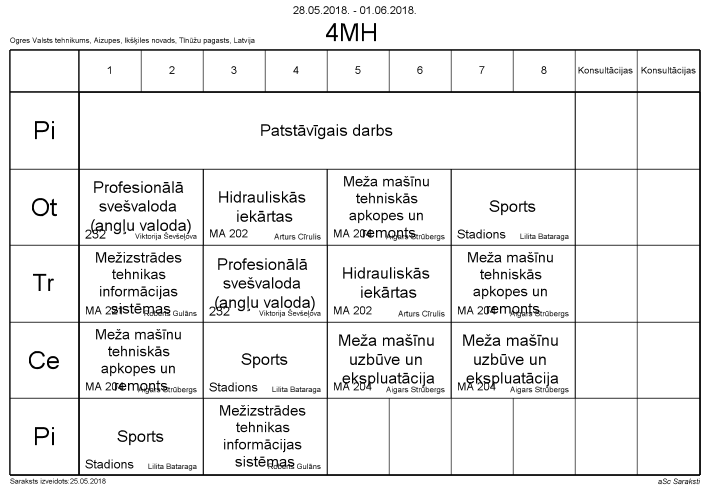 28.05.2018. - 01.06.2018.
4MH
Ogres Valsts tehnikums, Aizupes, Ikšķiles novads, Tīnūžu pagasts, Latvija
1 2 3 4 5 6 7 8 Konsultācijas Konsultācijas
Pi
Patstāvīgais darbs
Ot
Profesionālā
svešvaloda
(angļu valoda)
232 ViktorijaŠevšeļova
Hidrauliskās
iekārtas
MA 202 Arturs Cīrulis
Meža mašīnu
tehniskās
apkopes un
remonts
MA 204 Aigars Strūbergs
Sports
Stadions Lilita Bataraga
Tr
Mežizstrādes
tehnikas
informācijas
sistēmas
MA 221 Roberts Gulāns
Profesionālā
svešvaloda
(angļu valoda)
232 Viktorija Ševšeļova
Hidrauliskās
iekārtas
MA 202 Arturs Cīrulis
Meža mašīnu
tehniskās
apkopes un
remonts
MA 204 Aigars Strūbergs
Ce
Meža mašīnu
tehniskās
apkopes un
remonts
MA 204 Aigars Strūbergs
Sports
Stadions Lilita Bataraga
Meža mašīnu
uzbūve un
ekspluatācija
MA 204 Aigars Strūbergs
Meža mašīnu
uzbūve un
ekspluatācija
MA 204 Aigars Strūbergs
Pi
Sports
Stadions Lilita Bataraga
Mežizstrādes
tehnikas
informācijas
sistēmas
Roberts Gulāns
Saraksts izveidots:25.05.2018
aSc Saraksti